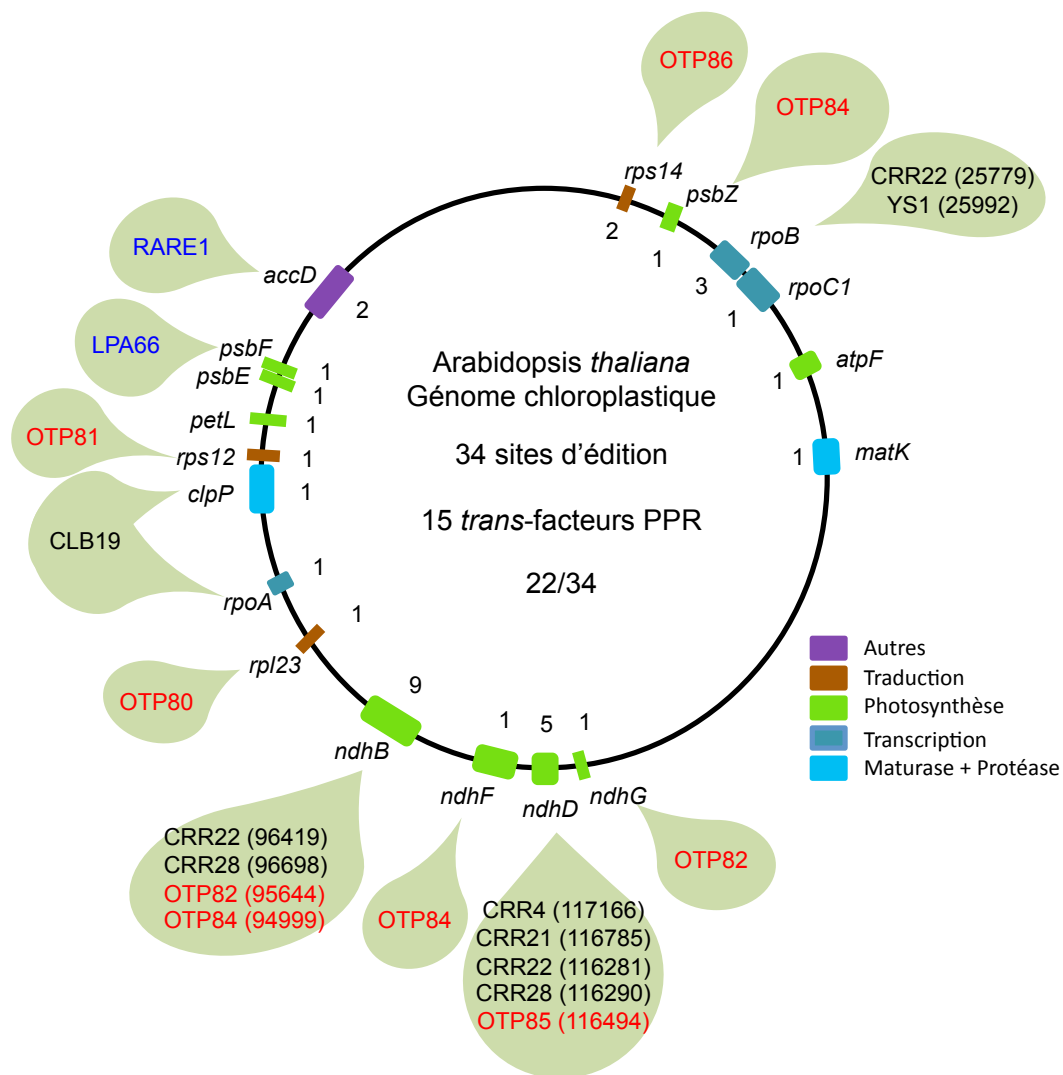 OTP86
OTP84
CRR22 (25779)
YS1 (25992)
rps14
psbZ
rpoB
rpoC1
2
1
3
1
RARE1
accD
2
LPA66
psbF
psbE
1
1
petL
1
OTP81
rps12
1
clpP
1
CLB19
rpoA
1
rpl23
1
OTP80
atpF
1
matK
1
Arabidopsis thaliana
Génome chloroplastique
34 sites d'édition
15 trans-facteurs PPR
22/34
Autres
Traduction
Photosynthèse
Transcription
Maturase + Protéase
9
1
5
1
ndhB
ndhF
ndhD
ndhG
CRR22 (96419)
CRR28 (96698)
OTP82 (95644)
OTP84 (94999)
OTP84
CRR4 (117166)
CRR21 (116785)
CRR22 (116281)
CRR28 (116290)
OTP85 (116494)
OTP82